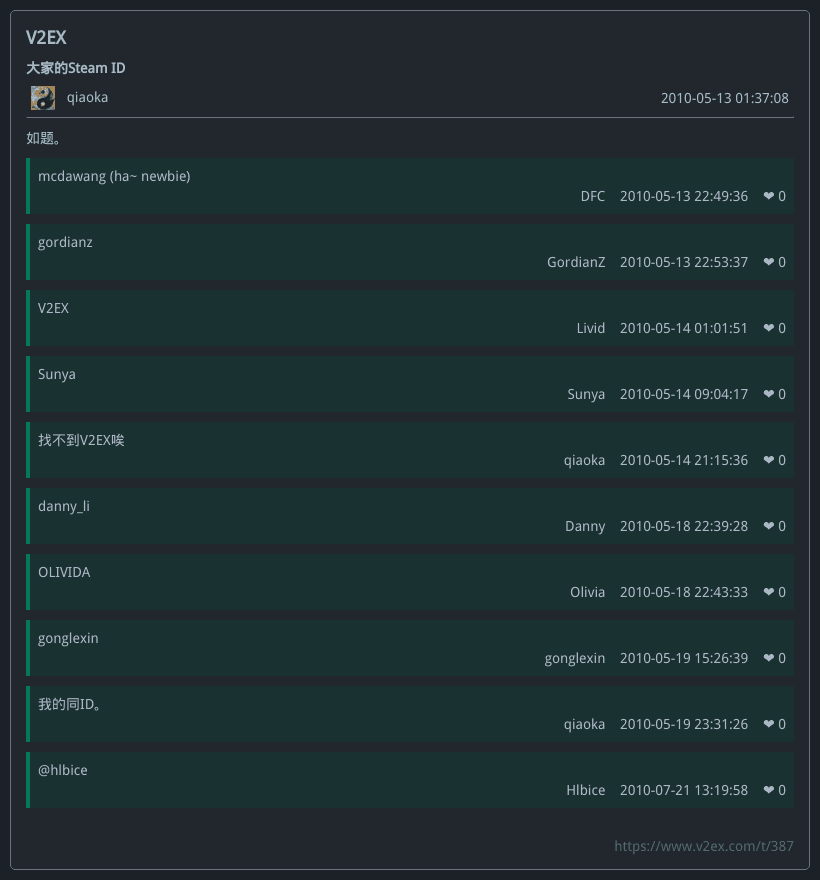 V2EX
大家的Steam ID
qiaoka 2010-05-13 01:37:08
如题。
mcdawang (ha~ newbie)
DFC 2010-05-13 22:49:36 ❤ 0
gordianz
GordianZ 2010-05-13 22:53:37 ❤ 0
V2EX
Livid 2010-05-14 01:01:51 ❤ 0
Sunya
Sunya 2010-05-14 09:04:17 ❤ 0
找不到V2EX唉
qiaoka 2010-05-14 21:15:36 ❤ 0
danny_li
Danny 2010-05-18 22:39:28 ❤ 0
OLIVIDA
Olivia 2010-05-18 22:43:33 ❤ 0
gonglexin
gonglexin 2010-05-19 15:26:39 ❤ 0
我的同ID。
qiaoka 2010-05-19 23:31:26 ❤ 0
@hlbice
Hlbice 2010-07-21 13:19:58 ❤ 0
https://www.v2ex.com/t/387